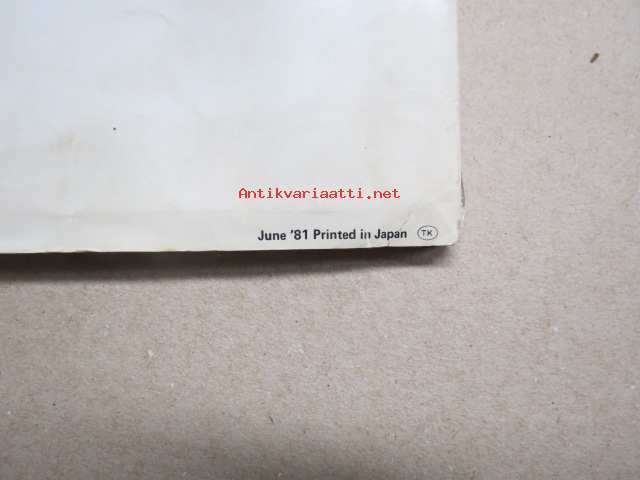 Antikvariaatti.net
June '81 Printed in Japan TK